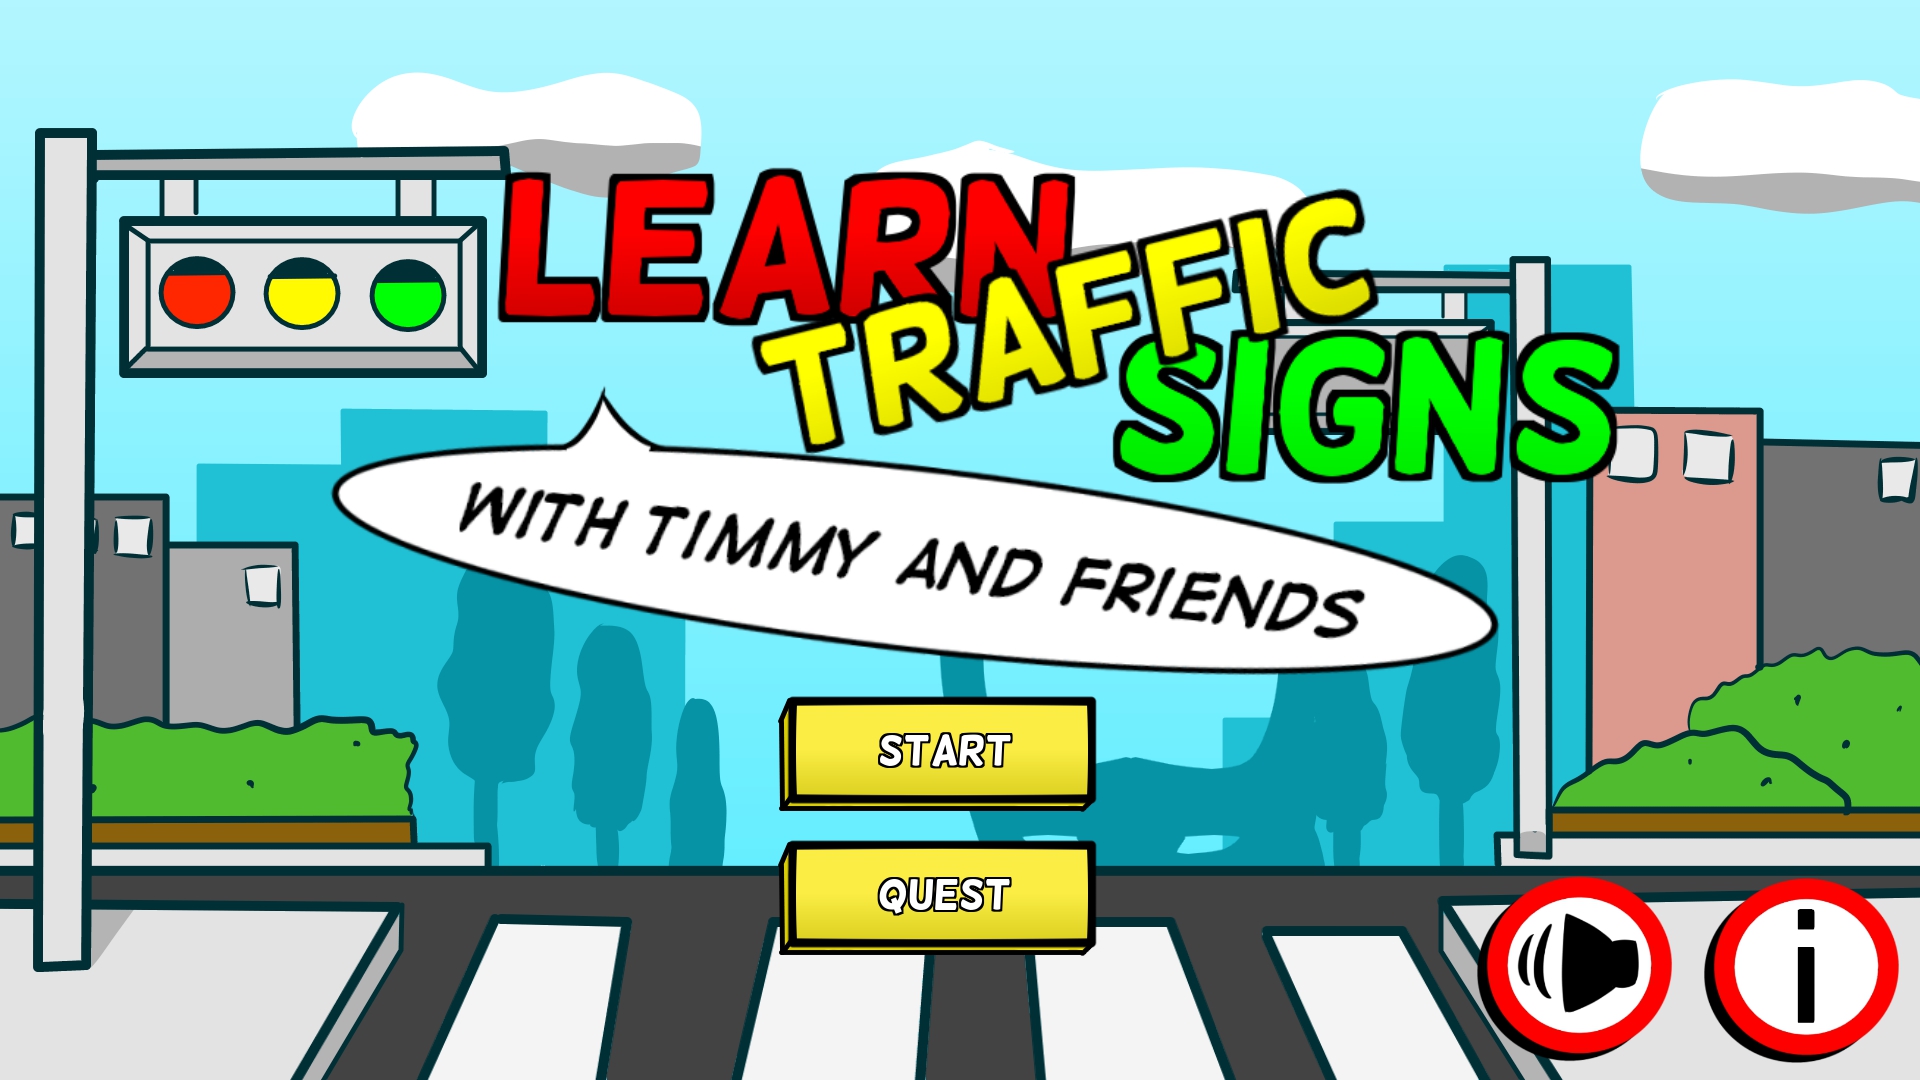 LEARN
TRAFFIC
SIGNS
WITH TIMMY AND FRIENDS
START
QUEST
i